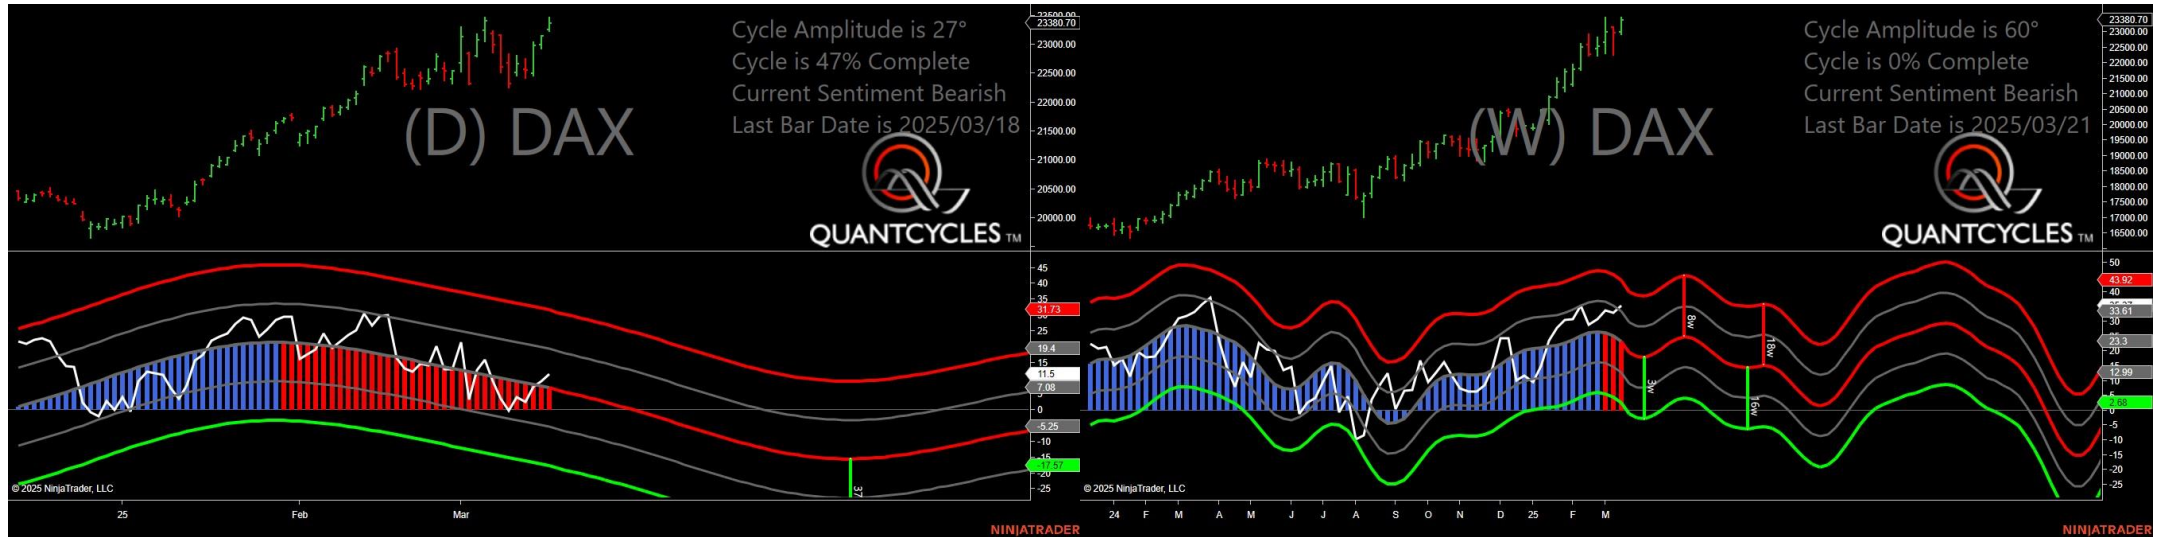 Cycle Amplitude is 27°
Cycle is 47% Complete
Current Sentiment Bearish
Last Bar Date is 2025/03/18
(D) DAX
QUANTCYCLES TM
23500.00
23380.70
23000.00
22500.00
22000.00
21500.00
21000.00
20500.00
20000.00
45
40
35
31.73
30
25
19.4
15
11.5
7.08
5
0
-5.25
-10
-15
-17.57
-20
-25
37
© 2025 NinjaTrader, LLC
25
Feb
Mar
NINJATRADER
Cycle Amplitude is 60°
Cycle is 0% Complete
Current Sentiment Bearish
Last Bar Date is 2025/03/21
(W) DAX
QUANTCYCLES TM
23380.70
23000.00
22000.00
21500.00
20500.00
20000.00
19500.00
19000.00
18500.00
18000.00
17500.00
17000.00
16500.00
50
43.92
40
33.61
30
23.3
20
12.99
10
5
2.68
0
-5
-10
-15
-20
-25
3w
8w
16w
18w
© 2025 NinjaTrader, LLC
24
F
M
A
M
J
J
A
S
O
N
D
25
F
M
NINJATRADER